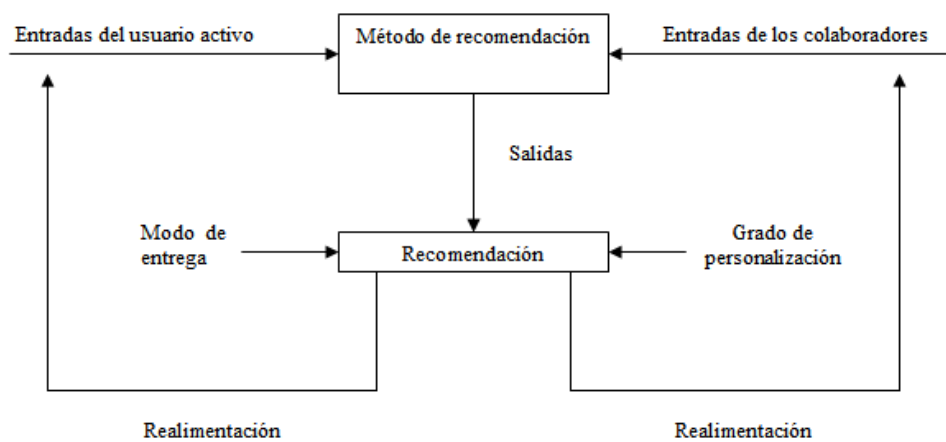 Entradas del usuario activo
Método de recomendación
Entradas de los colaboradores
Salidas
Modo de
entrega
Recomendación
Grado de
personalización
Realimentación
Realimentación